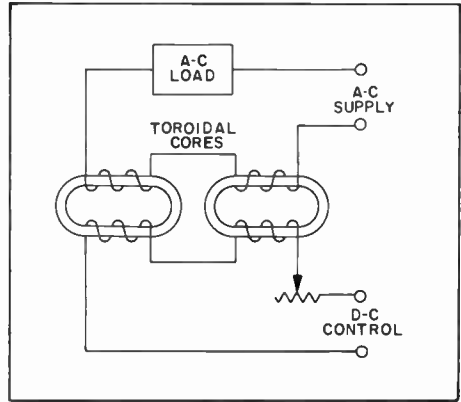 A-C
LOAD
A-C
SUPPLY
TOROIDAL
CORES
D-C
CONTROL